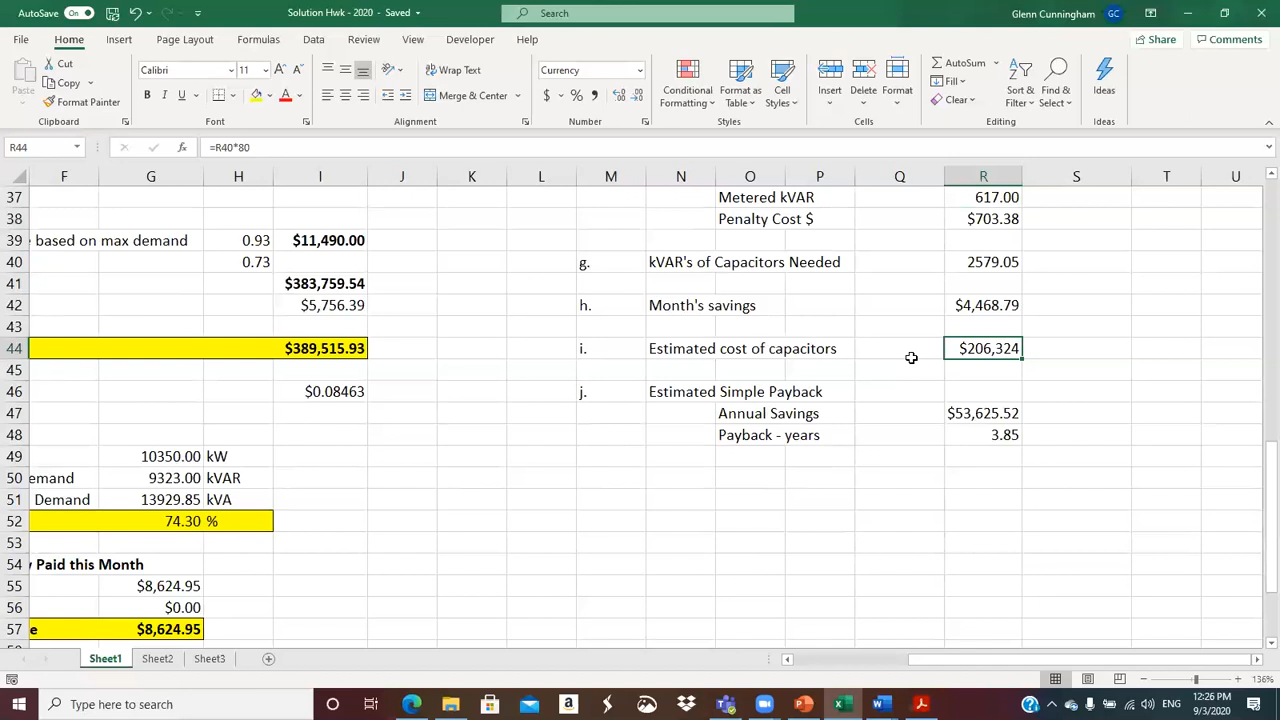 AutoSave On
Solution Hwk - 2020 - Saved
Search
Glenn Cunningham GC
File Home Insert Page Layout Formulas Data Review View Developer Help
Share Comments
Paste
Cut
Copy
Format Painter
Clipboard
Calibri 11
B I U
Font
Wrap Text
Merge & Center
Alignment
Currency
$ % ,
Number
Conditional Formatting
Format as Table
Cell Styles
Styles
Insert Delete Format
Cells
AutoSum
Fill
Clear
Sort & Filter
Find & Select
Editing
Ideas
Ideas
R44 fx =R40*80
F G H I J K L M N O P Q R S T U
37 Metered kVAR 617.00
38 Penalty Cost $ $703.38
39 e based on max demand 0.93 $11,490.00
40 0.73 g. kVAR's of Capacitors Needed 2579.05
41 $383,759.54
42 $5,756.39 h. Month's savings $4,468.79
43
44 $389,515.93 i. Estimated cost of capacitors $206,324
45
46 $0.08463 j. Estimated Simple Payback
47 Annual Savings $53,625.52
48 Payback - years 3.85
49 10350.00 kW
50 emand 9323.00 kVAR
51 Demand 13929.85 kVA
52 74.30 %
53
54 Paid this Month
55 $8,624.95
56 $0.00
57 e $8,624.95
Sheet1 Sheet2 Sheet3
136%
Type here to search
12:26 PM
9/3/2020